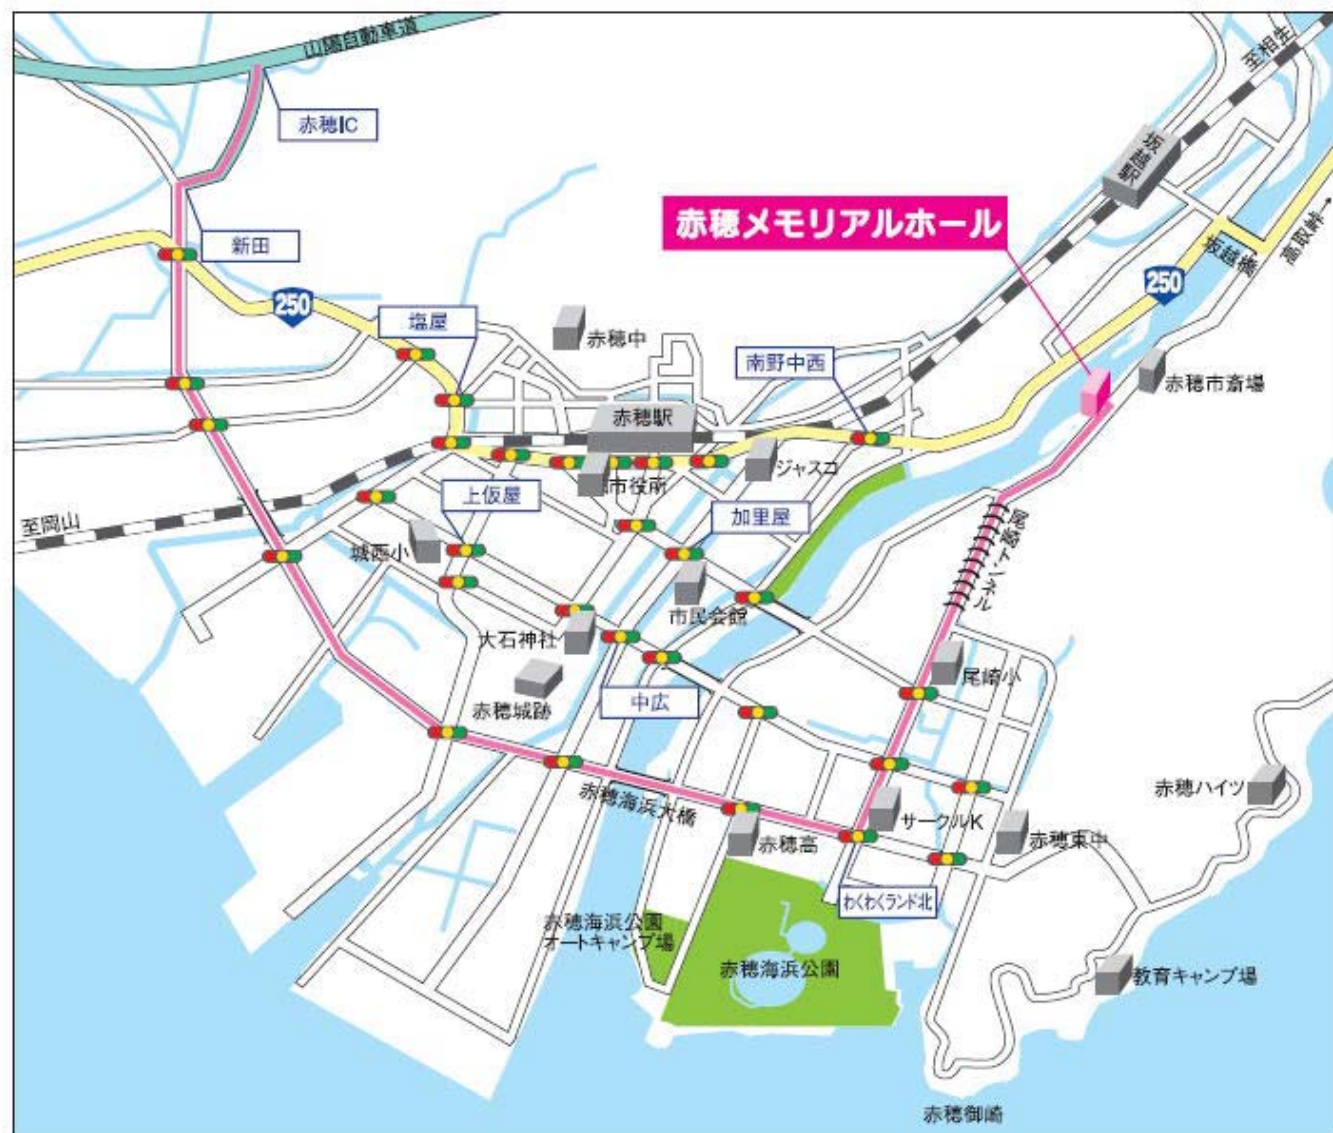 山陽自動車道
至相生
赤穂IC
坂越駅
赤穂メモリアルホール
高取峠→
新田
坂越橋
250
250
塩屋
赤穂中
南野中西
赤穂市斎場
赤穂駅
ジャスコ
市役所
上仮屋
加里屋
至岡山
城西小
尾崎トンネル
市民会館
大石神社
尾崎小
赤穂城跡
中広
赤穂海浜大橋
赤穂ハイツ
サークルK
赤穂高
赤穂東中
わくわくランド北
赤穂海浜公園
オートキャンプ場
赤穂海浜公園
教育キャンプ場
赤穂御崎